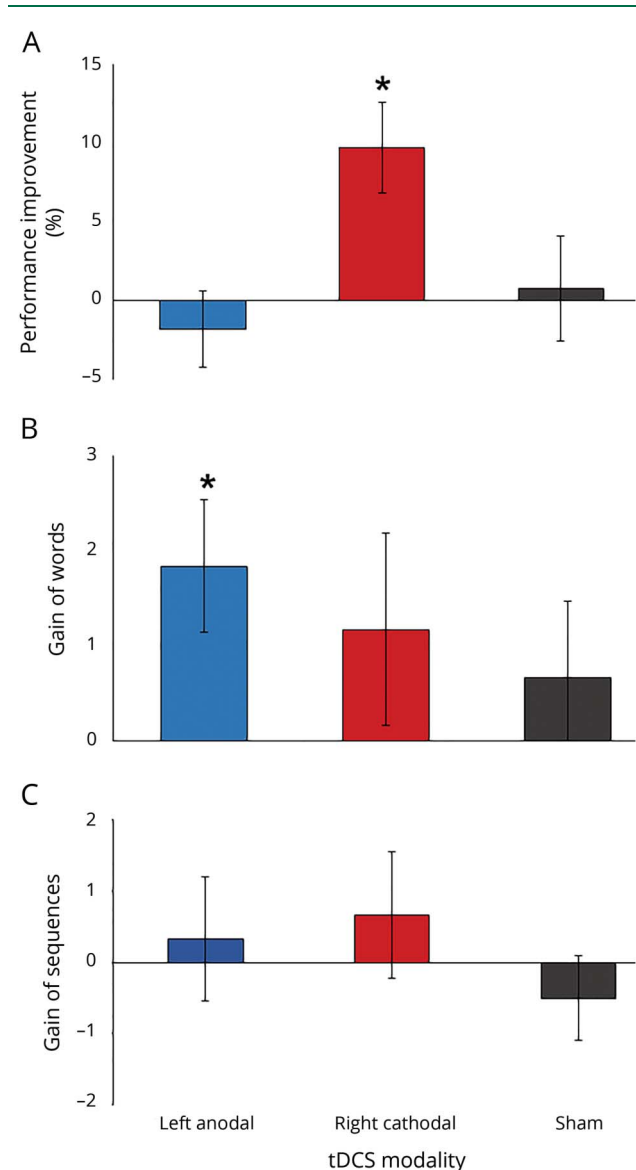 A
15
10
5
0
–5
Performance improvement
(%)
*
B
3
2
1
0
Gain of words
*
C
2
1
0
–1
–2
Gain of sequences
Left anodal
Right cathodal
Sham
tDCS modality